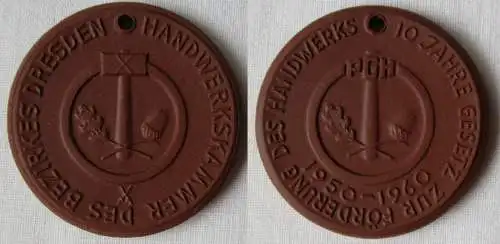 HANDWERKSKAMMER DES BEZIRKES DRESDEN
10 JAHRE GESETZ ZUR FÖRDERUNG DES HANDWERKS
PGH
1950-1960